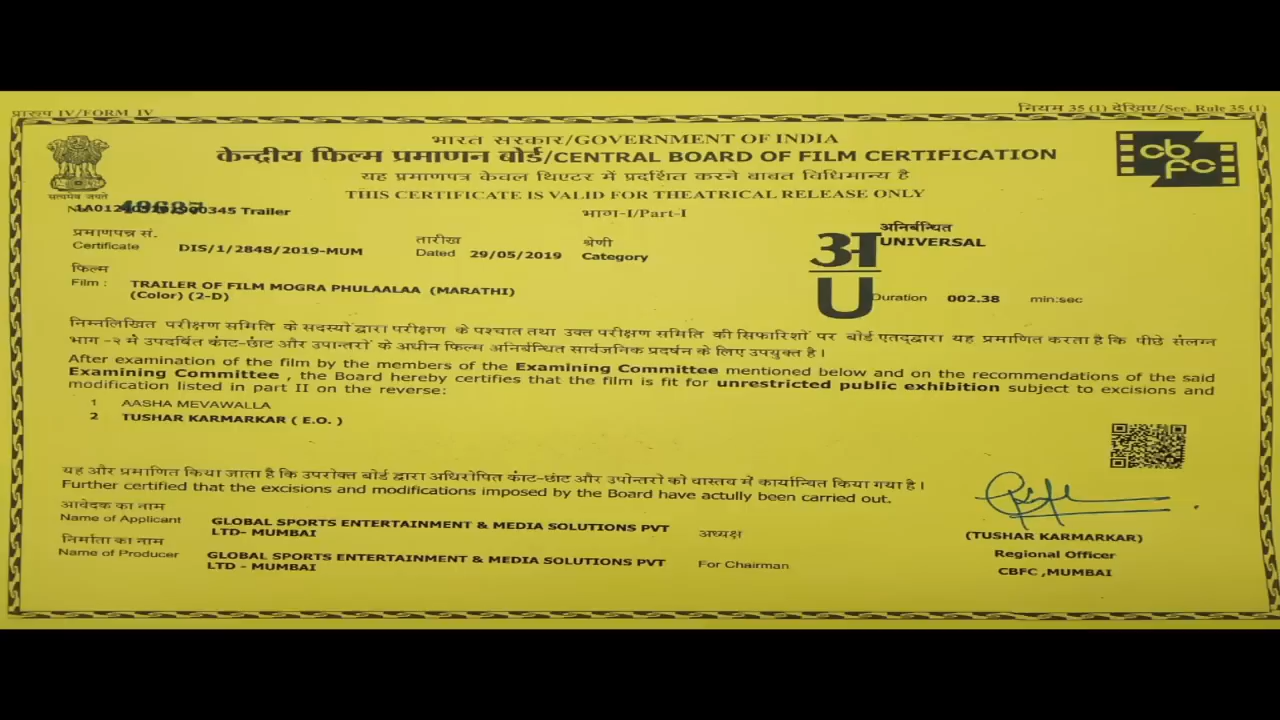 प्रारूप IV/FORM IV
नियम 35 (1) देखिए/See. Rule 35 (1)
भारत सरकार/GOVERNMENT OF INDIA
केन्द्रीय फिल्म प्रमाणन बोर्ड/CENTRAL BOARD OF FILM CERTIFICATION
cbfc
यह प्रमाणपत्र केवल थिएटर में प्रदर्शित करने बाबत विधिमान्य है
THIS CERTIFICATE IS VALID FOR THEATRICAL RELEASE ONLY
सत्यमेव जयते
Trailer
भाग-I/Part-I
प्रमाणपन्न सं.
Certificate DIS/1/2848/2019-MUM
तारीख
Dated 29/05/2019
श्रेणी
Category
अ
U
अनिर्बन्धित
UNIVERSAL
Duration 002.38 min:sec
फिल्म
Film : TRAILER OF FILM MOGRA PHULAALAA (MARATHI)
(Color) (2-D)
निम्नलिखित परीक्षण समिति के सदस्यों द्वारा परीक्षण के पश्चात तथा उक्त परीक्षण समिति की सिफारिशों पर बोर्ड एतद्द्वारा यह प्रमाणित करता है कि पीछे संलग्न
भाग -२ में उपदर्बित कांट-छांट और उपान्तरों के अधीन फिल्म अनिर्बन्धित सार्वजनिक प्रदर्बन के लिए उपयुक्त है।
After examination of the film by the members of the Examining Committee mentioned below and on the recommendations of the said
Examining Committee , the Board hereby certifies that the film is fit for unrestricted public exhibition subject to excisions and
modification listed in part II on the reverse:
1 AASHA MEVAWALLA
2 TUSHAR KARMARKAR ( E.O. )
यह और प्रमाणित किया जाता है कि उपरोक्त बोर्ड द्वारा अधिरोपित कांट-छांट और उपोन्तरो को वास्तय में कार्यान्वित किया गया है।
Further certified that the excisions and modifications imposed by the Board have actully been carried out.
आवेदक का नाम
Name of Applicant GLOBAL SPORTS ENTERTAINMENT & MEDIA SOLUTIONS PVT
LTD- MUMBAI
निर्माता का नाम
Name of Producer GLOBAL SPORTS ENTERTAINMENT & MEDIA SOLUTIONS PVT
LTD - MUMBAI
अध्यक्ष
For Chairman
(TUSHAR KARMARKAR)
Regional Officer
CBFC ,MUMBAI